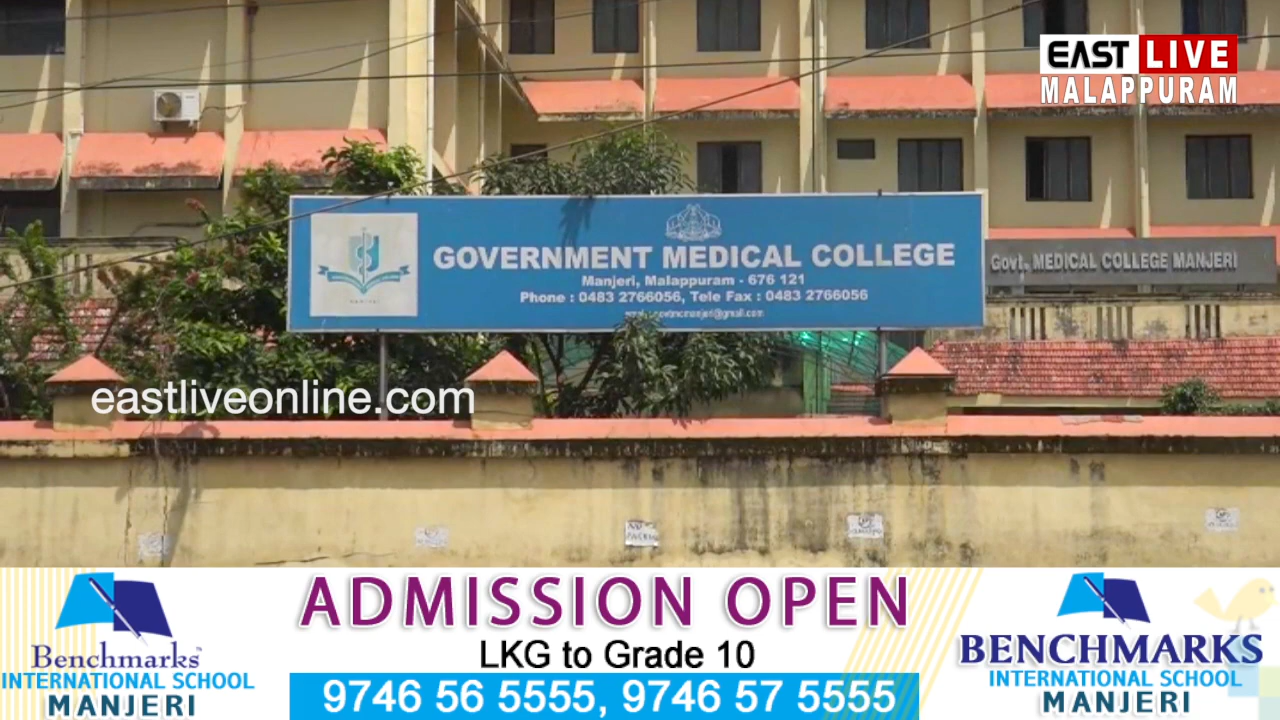 EAST LIVE
MALAPPURAM
GOVERNMENT MEDICAL COLLEGE
Manjeri, Malappuram - 676 121
Phone : 0483 2766056, Tele Fax : 0483 2766056
Govt. MEDICAL COLLEGE MANJERI
eastliveonline.com
ADMISSION OPEN
LKG to Grade 10
9746 56 5555, 9746 57 5555
Benchmarks™
INTERNATIONAL SCHOOL
MANJERI
BENCHMARKS
INTERNATIONAL SCHOOL
MANJERI